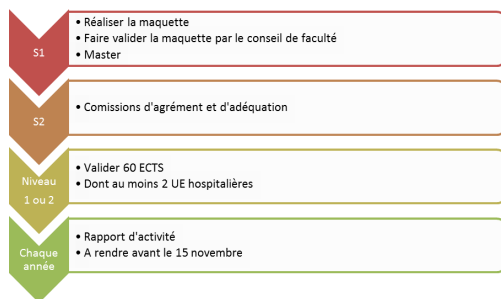 S1
• Réaliser la maquette
• Faire valider la maquette par le conseil de faculté
• Master
S2
• Comissions d'agrément et d'adéquation
Niveau
1 ou 2
• Valider 60 ECTS
• Dont au moins 2 UE hospitalières
Chaque
année
• Rapport d'activité
• A rendre avant le 15 novembre